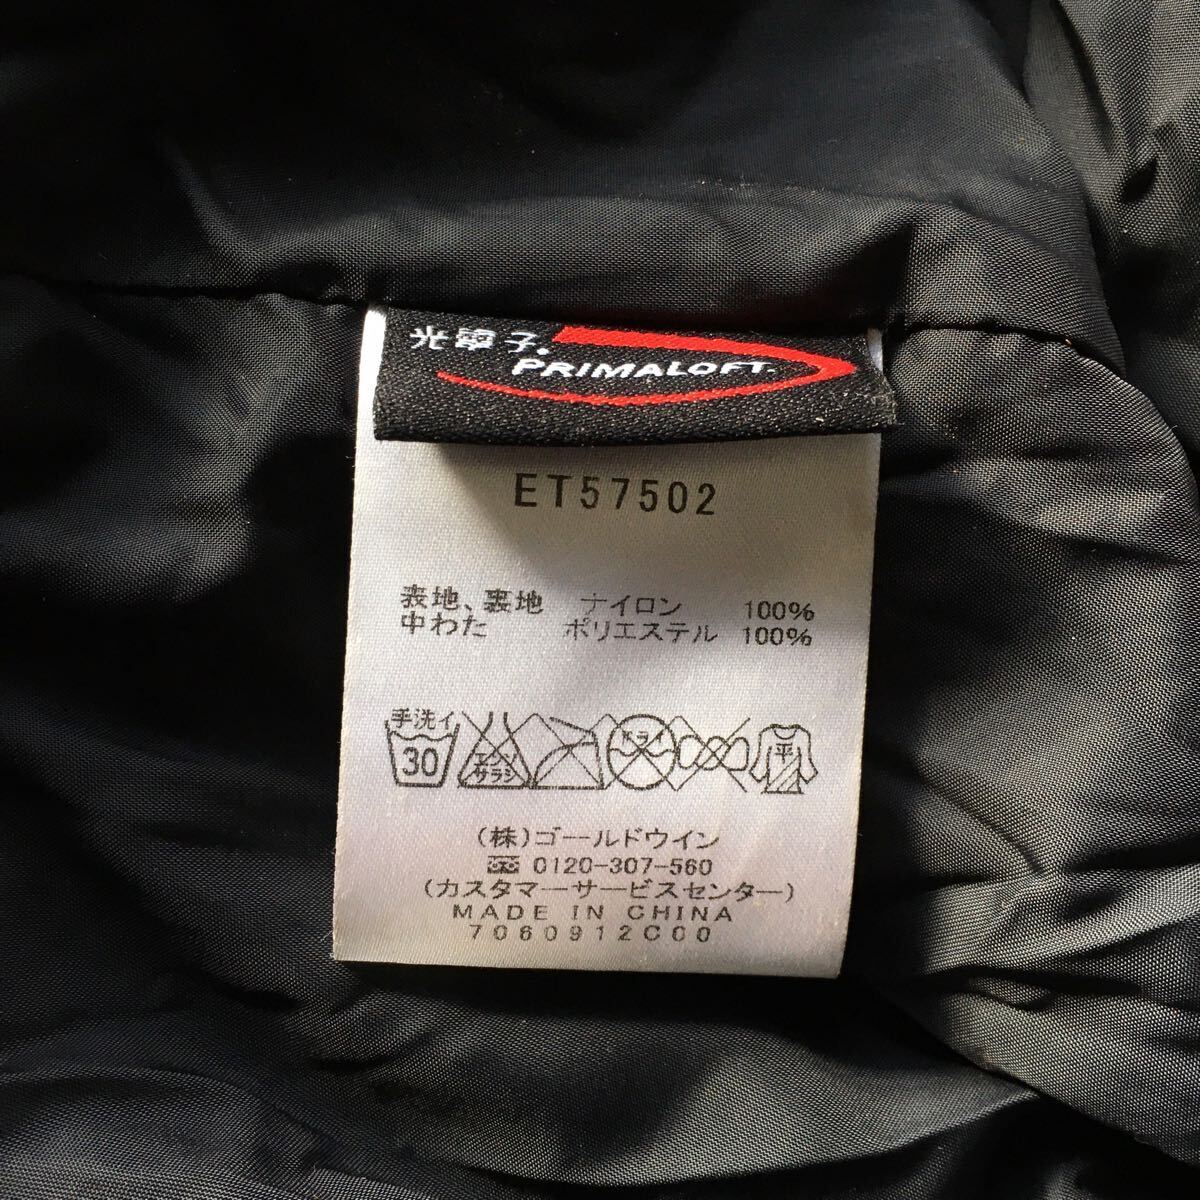 光電子®
PRIMALOFT
ET57502
表地、裏地 ナイロン 100%
中わた ポリエステル 100%
手洗イ
30
エンソ
サラシ
ドライ
平
(株)ゴールドウイン
0120-307-560
(カスタマーサービスセンター)
MADE IN CHINA
7060912C00